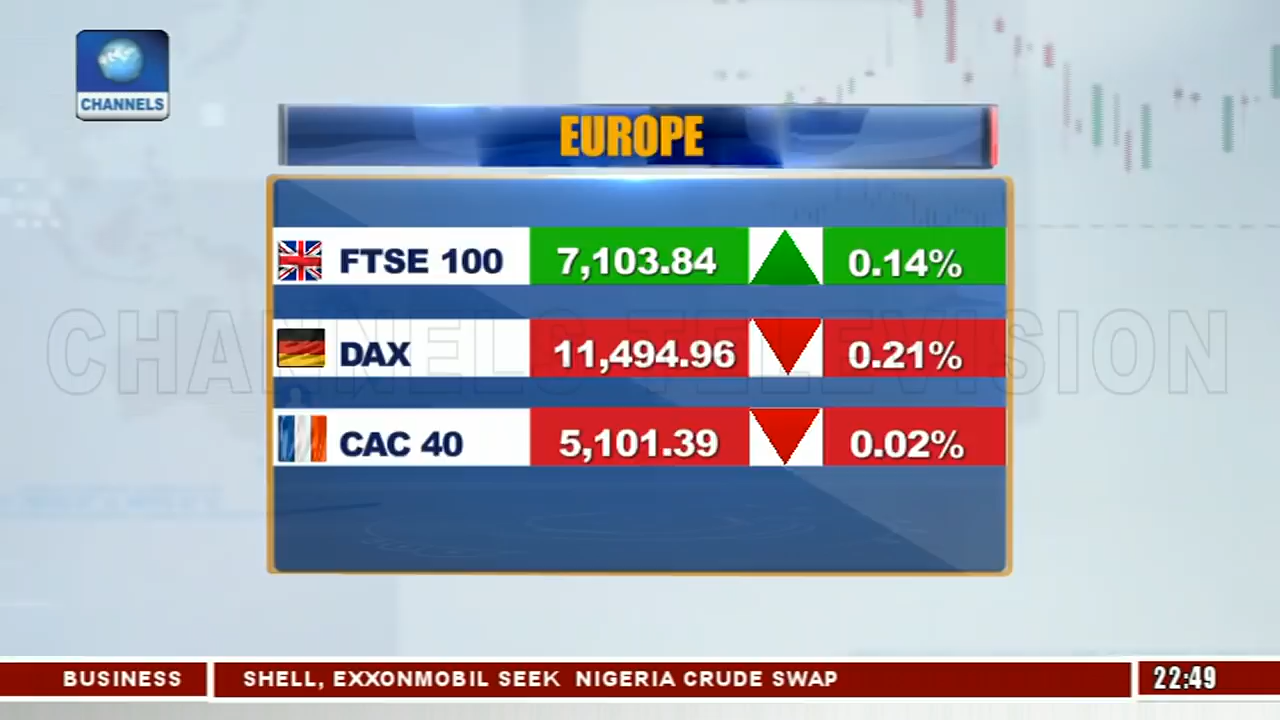 CHANNELS
EUROPE
FTSE 100 7,103.84 0.14%
DAX 11,494.96 0.21%
CHANNELS TELEVISION
CAC 40 5,101.39 0.02%
BUSINESS SHELL, EXXONMOBIL SEEK NIGERIA CRUDE SWAP 22:49